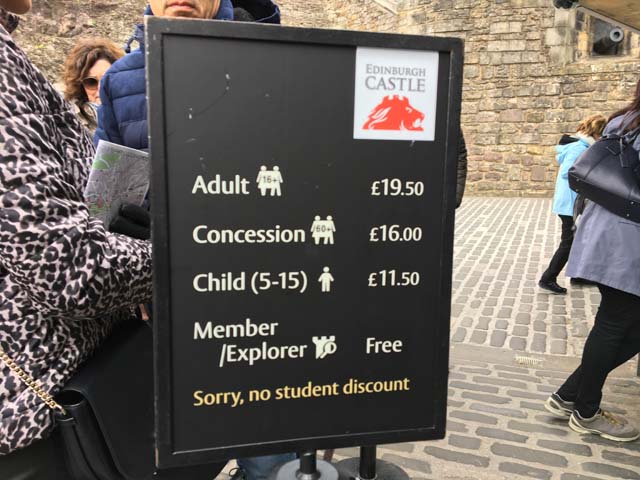 EDINBURGH
CASTLE
Adult 16+ £19.50
Concession 60+ £16.00
Child (5-15) £11.50
Member
/Explorer Free
Sorry, no student discount